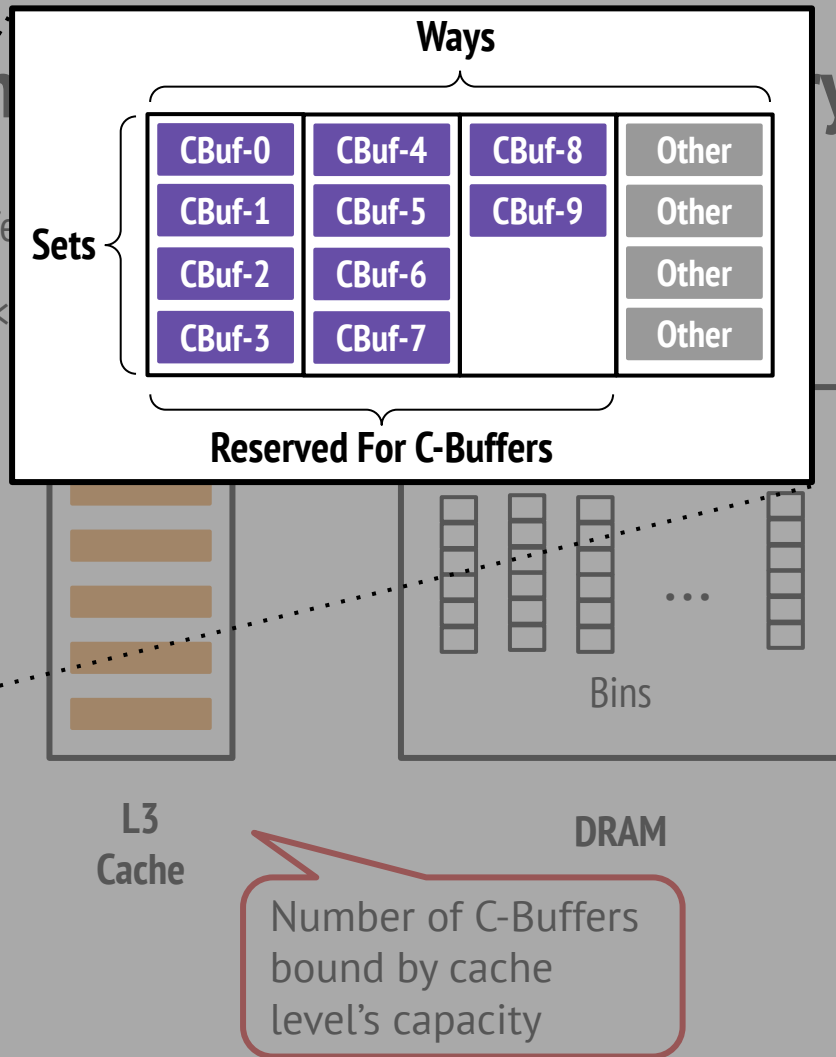 Ways
Sets
CBuf-0 CBuf-4 CBuf-8 Other
CBuf-1 CBuf-5 CBuf-9 Other
CBuf-2 CBuf-6 Other
CBuf-3 CBuf-7 Other
Reserved For C-Buffers
...
Bins
L3
Cache
DRAM
Number of C-Buffers
bound by cache
level's capacity